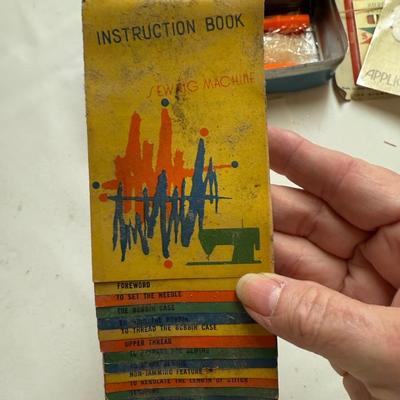 INSTRUCTION BOOK
SEWING MACHINE
FOREWORD
TO SET THE NEEDLE
THE BOBBIN CASE
TO THREAD THE BOBBIN CASE
UPPER THREAD
NON-JAMMING FEATURE
TO REGULATE THE LENGTH OF STITCH
APPLI